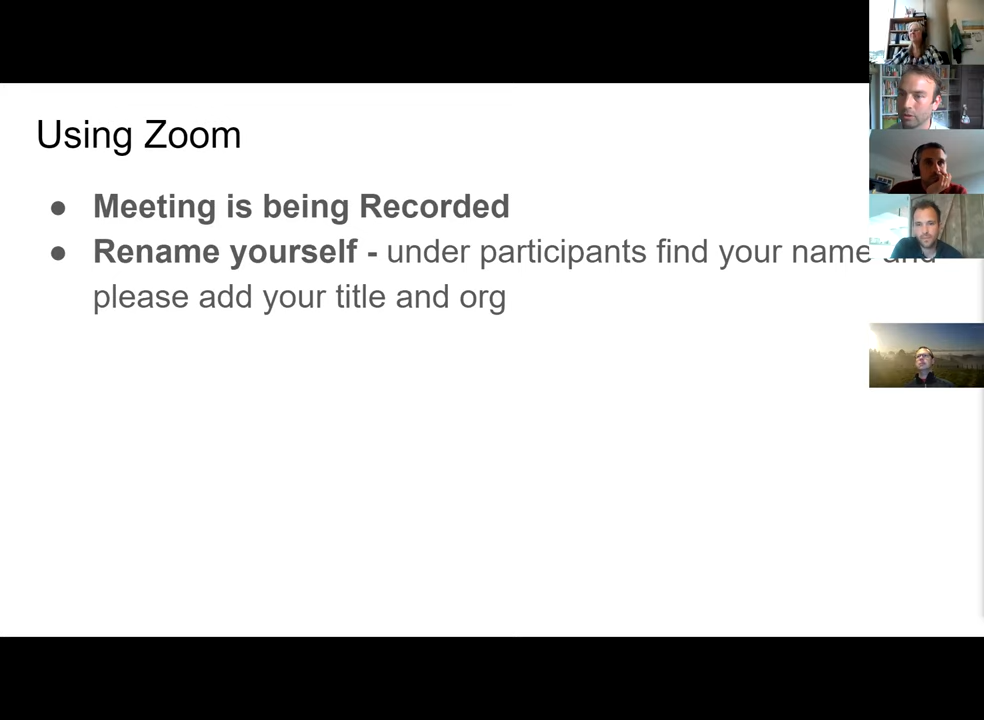 Using Zoom
● Meeting is being Recorded
● Rename yourself - under participants find your name and
please add your title and org